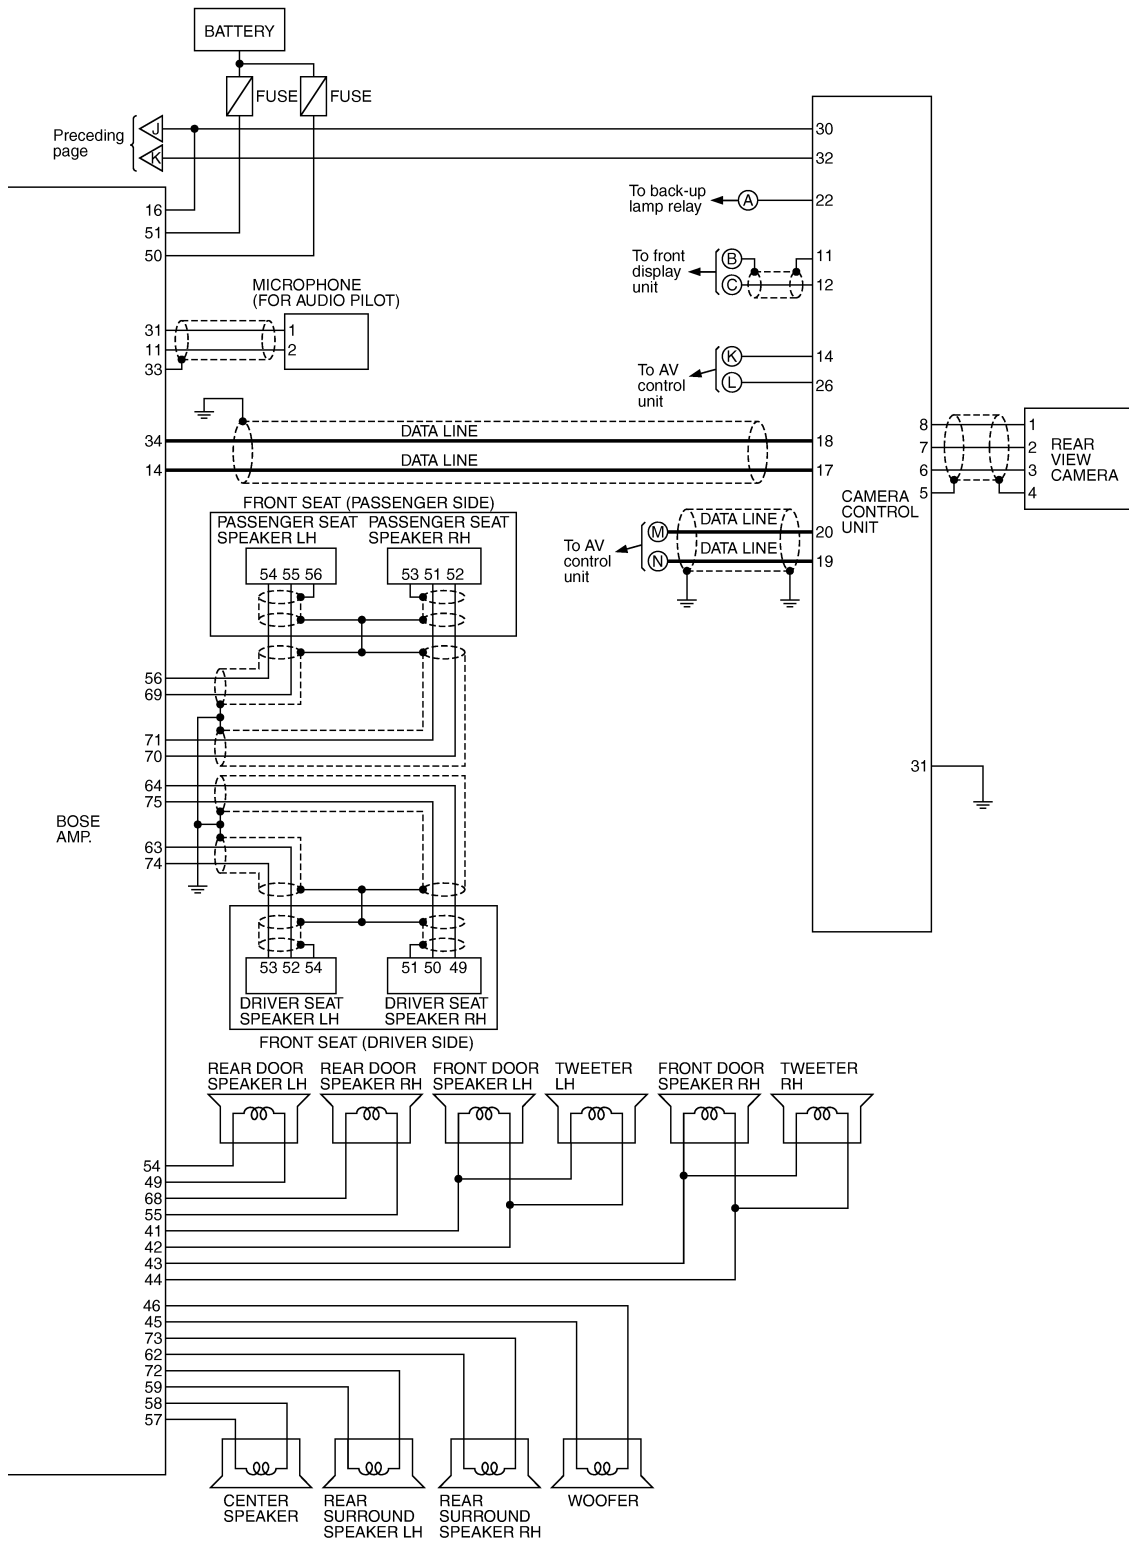 BATTERY
FUSE
FUSE
Preceding
page
J
K
30
32
To back-up
lamp relay
A
22
16
51
50
To front
display
unit
B
C
11
12
MICROPHONE
(FOR AUDIO PILOT)
31
11
33
1
2
To AV
control
unit
K
L
14
26
34
14
DATA LINE
DATA LINE
18
17
8
7
6
5
1
2
3
4
REAR
VIEW
CAMERA
CAMERA
CONTROL
UNIT
FRONT SEAT (PASSENGER SIDE)
PASSENGER SEAT
SPEAKER LH
PASSENGER SEAT
SPEAKER RH
54 55 56
53 51 52
To AV
control
unit
M
N
DATA LINE
DATA LINE
20
19
56
69
71
70
64
75
63
74
31
BOSE
AMP.
53 52 54
51 50 49
DRIVER SEAT
SPEAKER LH
DRIVER SEAT
SPEAKER RH
FRONT SEAT (DRIVER SIDE)
REAR DOOR
SPEAKER LH
REAR DOOR
SPEAKER RH
FRONT DOOR
SPEAKER LH
TWEETER
LH
FRONT DOOR
SPEAKER RH
TWEETER
RH
54
49
68
55
41
42
43
44
46
45
73
62
72
59
58
57
CENTER
SPEAKER
REAR
SURROUND
SPEAKER LH
REAR
SURROUND
SPEAKER RH
WOOFER